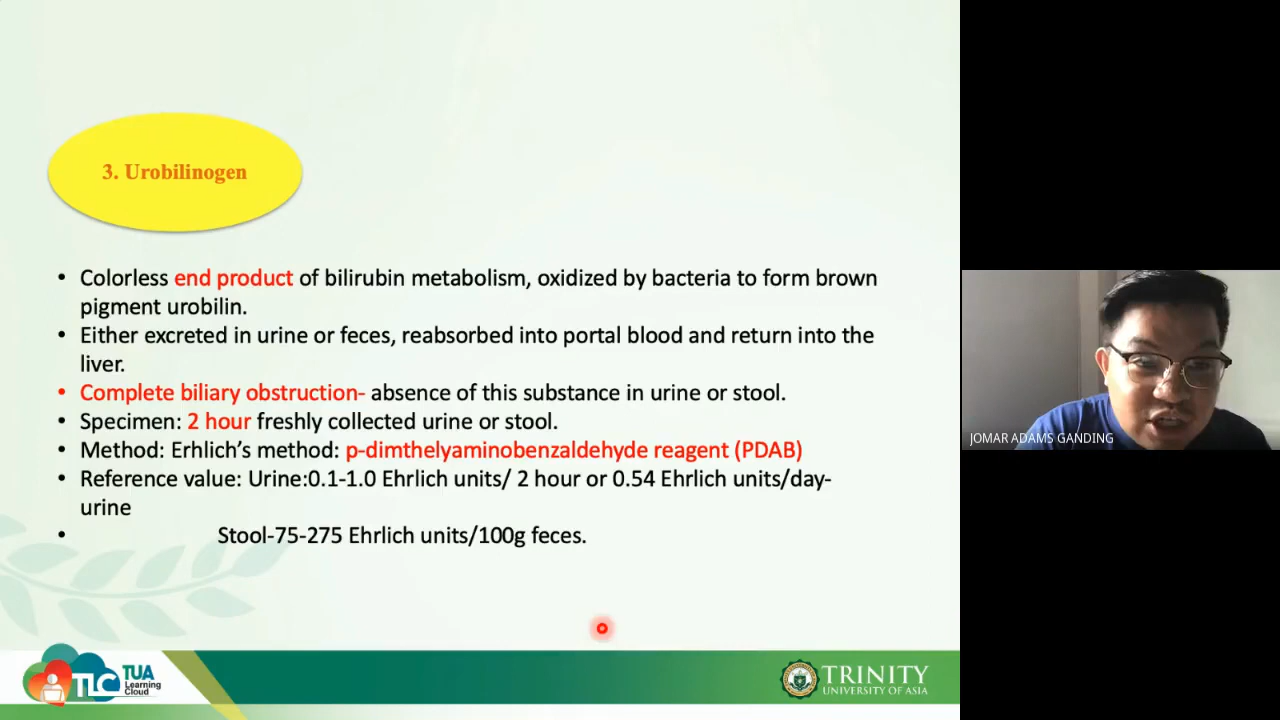 3. Urobilinogen
• Colorless end product of bilirubin metabolism, oxidized by bacteria to form brown
pigment urobilin.
• Either excreted in urine or feces, reabsorbed into portal blood and return into the
liver.
• Complete biliary obstruction- absence of this substance in urine or stool.
• Specimen: 2 hour freshly collected urine or stool.
• Method: Erhlich’s method: p-dimthelyaminobenzaldehyde reagent (PDAB)
• Reference value: Urine:0.1-1.0 Ehrlich units/ 2 hour or 0.54 Ehrlich units/day-
urine
• Stool-75-275 Ehrlich units/100g feces.
JOMAR ADAMS GANDING
TLC TUA
Learning
Cloud
TRINITY
UNIVERSITY OF ASIA